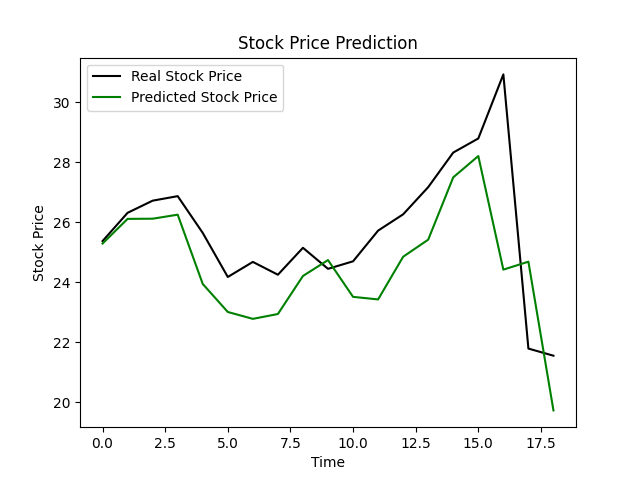 Stock Price Prediction
Real Stock Price
Predicted Stock Price
30
28
26
24
22
20
Stock Price
0.0 2.5 5.0 7.5 10.0 12.5 15.0 17.5
Time